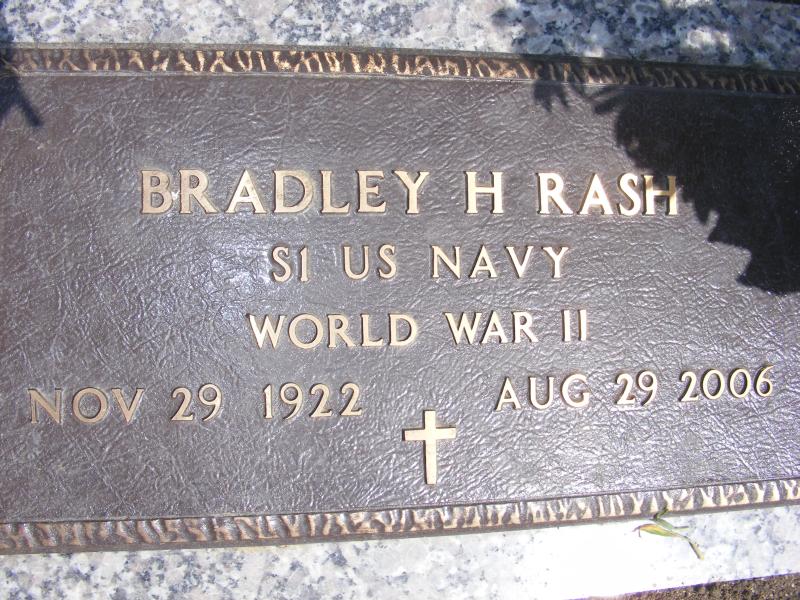 BRADLEY H RASH
S1 US NAVY
WORLD WAR II
NOV 29 1922 AUG 29 2006